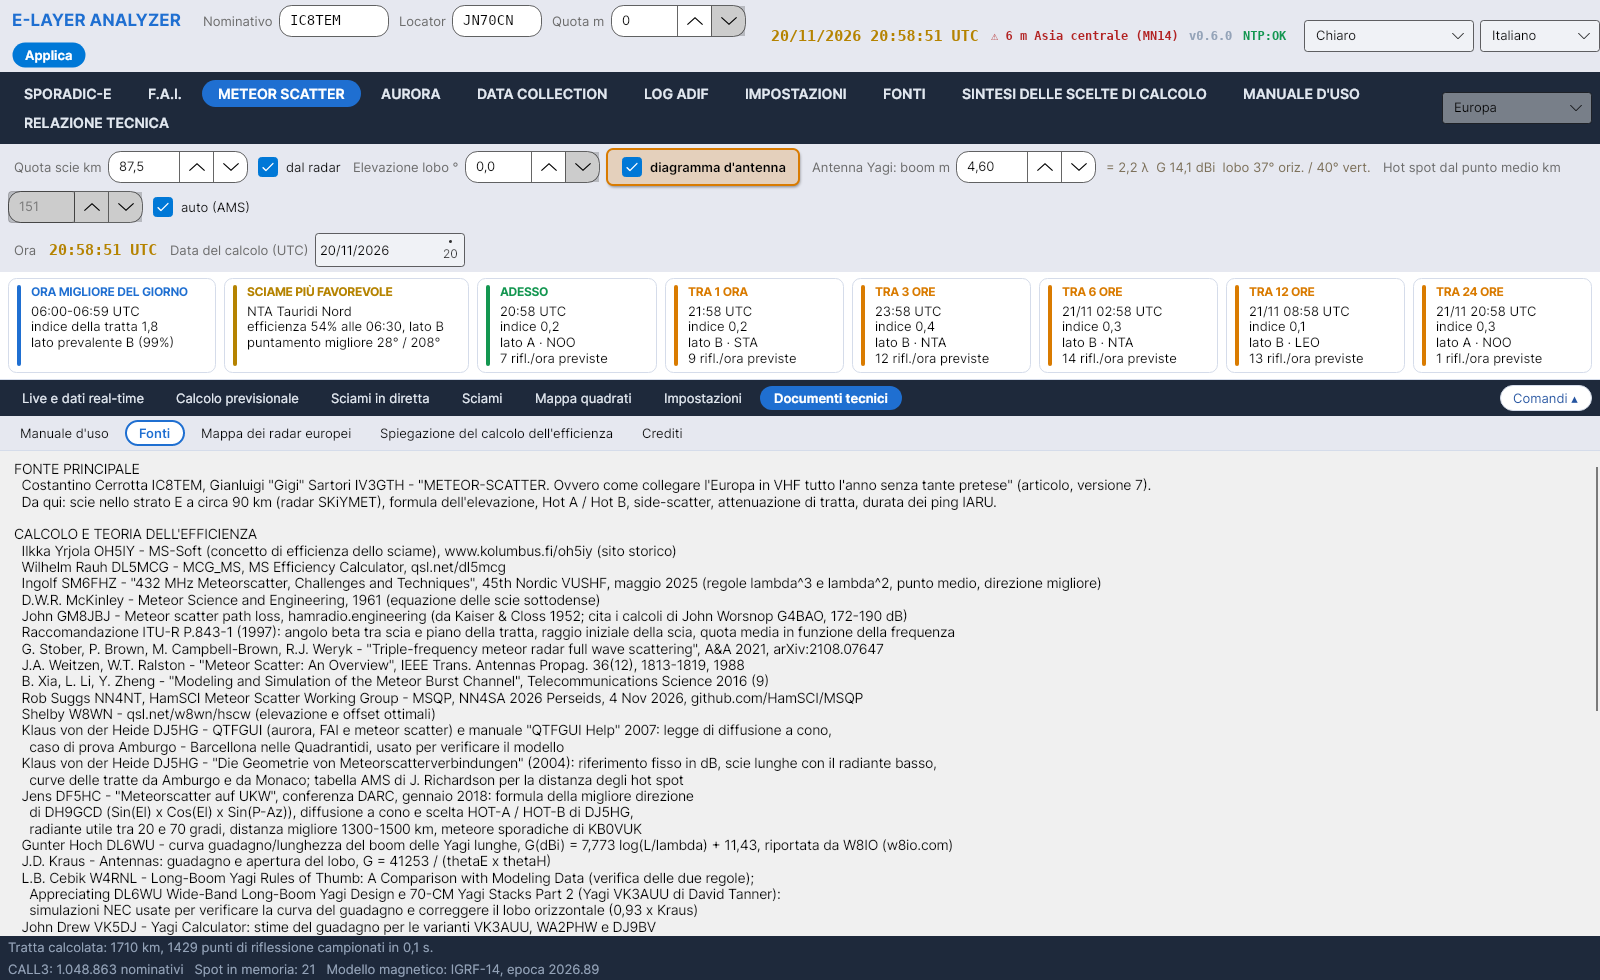 E-LAYER ANALYZER Nominativo IC8TEM Locator JN70CN Quota m 0
20/11/2026 20:58:51 UTC ⚠ 6 m Asia centrale (MN14) v0.6.0 NTP:OK Chiaro Italiano
Applica
SPORADIC-E F.A.I. METEOR SCATTER AURORA DATA COLLECTION LOG ADIF IMPOSTAZIONI FONTI SINTESI DELLE SCELTE DI CALCOLO MANUALE D'USO
RELAZIONE TECNICA
Europa
Quota scie km 87,5 dal radar Elevazione lobo ° 0,0 diagramma d'antenna Antenna Yagi: boom m 4,60 = 2,2 λ G 14,1 dBi lobo 37° oriz. / 40° vert. Hot spot dal punto medio km
151 auto (AMS)
Ora 20:58:51 UTC Data del calcolo (UTC) 20/11/2026 20
ORA MIGLIORE DEL GIORNO
06:00-06:59 UTC
indice della tratta 1,8
lato prevalente B (99%)
SCIAME PIÙ FAVOREVOLE
NTA Tauridi Nord
efficienza 54% alle 06:30, lato B
puntamento migliore 28° / 208°
ADESSO
20:58 UTC
indice 0,2
lato A · NOO
7 rifl./ora previste
TRA 1 ORA
21:58 UTC
indice 0,2
lato B · STA
9 rifl./ora previste
TRA 3 ORE
23:58 UTC
indice 0,4
lato B · NTA
12 rifl./ora previste
TRA 6 ORE
21/11 02:58 UTC
indice 0,3
lato B · NTA
14 rifl./ora previste
TRA 12 ORE
21/11 08:58 UTC
indice 0,1
lato B · LEO
13 rifl./ora previste
TRA 24 ORE
21/11 20:58 UTC
indice 0,3
lato A · NOO
1 rifl./ora previste
Live e dati real-time Calcolo previsionale Sciami in diretta Sciami Mappa quadrati Impostazioni Documenti tecnici Comandi ▴
Manuale d'uso Fonti Mappa dei radar europei Spiegazione del calcolo dell'efficienza Crediti
FONTE PRINCIPALE
Costantino Cerrotta IC8TEM, Gianluigi "Gigi" Sartori IV3GTH - "METEOR-SCATTER. Ovvero come collegare l'Europa in VHF tutto l'anno senza tante pretese" (articolo, versione 7).
Da qui: scie nello strato E a circa 90 km (radar SKiYMET), formula dell'elevazione, Hot A / Hot B, side-scatter, attenuazione di tratta, durata dei ping IARU.
CALCOLO E TEORIA DELL'EFFICIENZA
Ilkka Yrjola OH5IY - MS-Soft (concetto di efficienza dello sciame), www.kolumbus.fi/oh5iy (sito storico)
Wilhelm Rauh DL5MCG - MCG_MS, MS Efficiency Calculator, qsl.net/dl5mcg
Ingolf SM6FHZ - "432 MHz Meteorscatter, Challenges and Techniques", 45th Nordic VUSHF, maggio 2025 (regole lambda^3 e lambda^2, punto medio, direzione migliore)
D.W.R. McKinley - Meteor Science and Engineering, 1961 (equazione delle scie sottodense)
John GM8JBJ - Meteor scatter path loss, hamradio.engineering (da Kaiser & Closs 1952; cita i calcoli di John Worsnop G4BAO, 172-190 dB)
Raccomandazione ITU-R P.843-1 (1997): angolo beta tra scia e piano della tratta, raggio iniziale della scia, quota media in funzione della frequenza
G. Stober, P. Brown, M. Campbell-Brown, R.J. Weryk - "Triple-frequency meteor radar full wave scattering", A&A 2021, arXiv:2108.07647
J.A. Weitzen, W.T. Ralston - "Meteor Scatter: An Overview", IEEE Trans. Antennas Propag. 36(12), 1813-1819, 1988
B. Xia, L. Li, Y. Zheng - "Modeling and Simulation of the Meteor Burst Channel", Telecommunications Science 2016 (9)
Rob Suggs NN4NT, HamSCI Meteor Scatter Working Group - MSQP, NN4SA 2026 Perseids, 4 Nov 2026, github.com/HamSCI/MSQP
Shelby W8WN - qsl.net/w8wn/hscw (elevazione e offset ottimali)
Klaus von der Heide DJ5HG - QTFGUI (aurora, FAI e meteor scatter) e manuale "QTFGUI Help" 2007: legge di diffusione a cono,
caso di prova Amburgo - Barcellona nelle Quadrantidi, usato per verificare il modello
Klaus von der Heide DJ5HG - "Die Geometrie von Meteorscatterverbindungen" (2004): riferimento fisso in dB, scie lunghe con il radiante basso,
curve delle tratte da Amburgo e da Monaco; tabella AMS di J. Richardson per la distanza degli hot spot
Jens DF5HC - "Meteorscatter auf UKW", conferenza DARC, gennaio 2018: formula della migliore direzione
di DH9GCD (Sin(El) x Cos(El) x Sin(P-Az)), diffusione a cono e scelta HOT-A / HOT-B di DJ5HG,
radiante utile tra 20 e 70 gradi, distanza migliore 1300-1500 km, meteore sporadiche di KB0VUK
Gunter Hoch DL6WU - curva guadagno/lunghezza del boom delle Yagi lunghe, G(dBi) = 7,773 log(L/lambda) + 11,43, riportata da W8IO (w8io.com)
J.D. Kraus - Antennas: guadagno e apertura del lobo, G = 41253 / (thetaE x thetaH)
L.B. Cebik W4RNL - Long-Boom Yagi Rules of Thumb: A Comparison with Modeling Data (verifica delle due regole);
Appreciating DL6WU Wide-Band Long-Boom Yagi Design e 70-CM Yagi Stacks Part 2 (Yagi VK3AUU di David Tanner):
simulazioni NEC usate per verificare la curva del guadagno e correggere il lobo orizzontale (0,93 x Kraus)
John Drew VK5DJ - Yagi Calculator: stime del guadagno per le varianti VK3AUU, WA2PHW e DJ9BV
Tratta calcolata: 1710 km, 1429 punti di riflessione campionati in 0,1 s.
CALL3: 1.048.863 nominativi Spot in memoria: 21 Modello magnetico: IGRF-14, epoca 2026.89